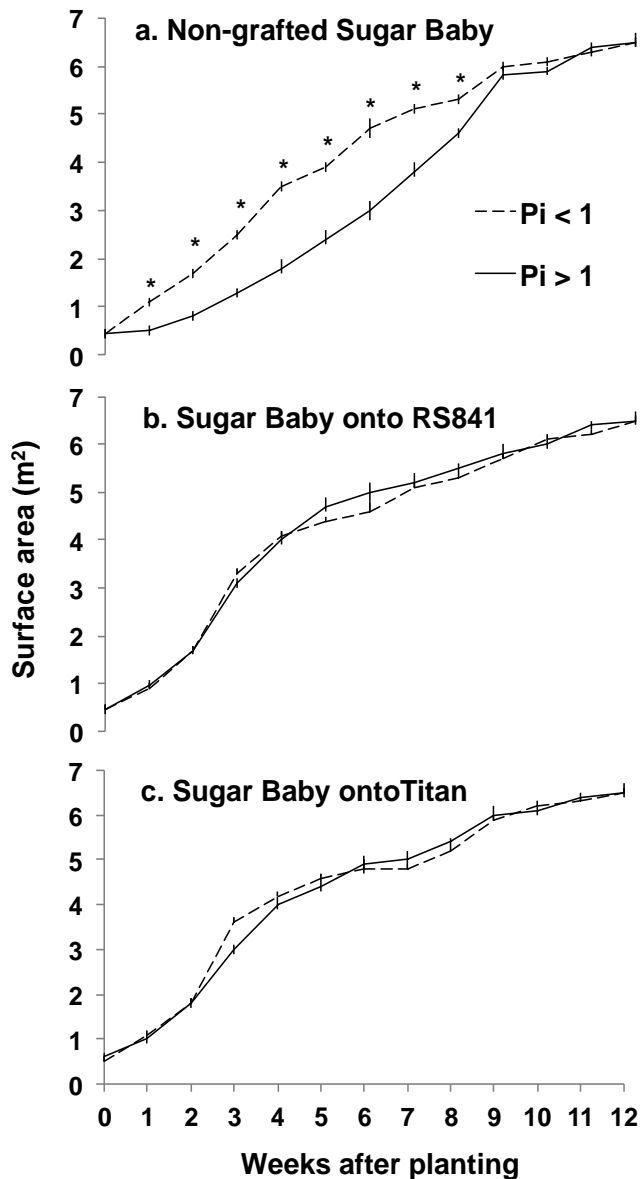 a. Non-grafted Sugar Baby
7
6
5
4
3
2
1
0
* * * * * * * *
Pi < 1
Pi > 1
b. Sugar Baby onto RS841
7
6
5
4
3
2
1
0
Surface area (m²)
c. Sugar Baby ontoTitan
7
6
5
4
3
2
1
0
0 1 2 3 4 5 6 7 8 9 10 11 12
Weeks after planting